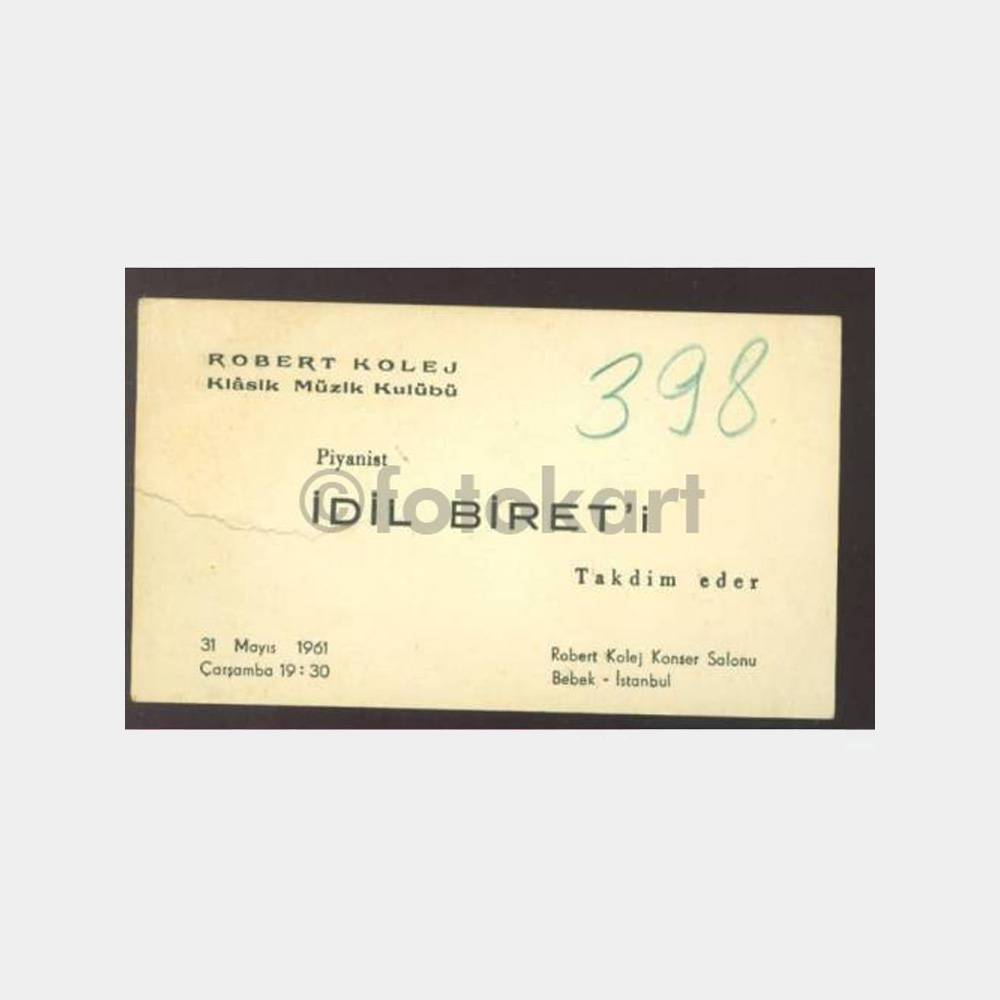 ROBERT KOLEJ
Klâsik Müzik Kulübü
398
Piyanist
İDİL BİRET'i
©fotokart
Takdim eder
31 Mayıs 1961
Çarşamba 19:30
Robert Kolej Konser Salonu
Bebek - İstanbul